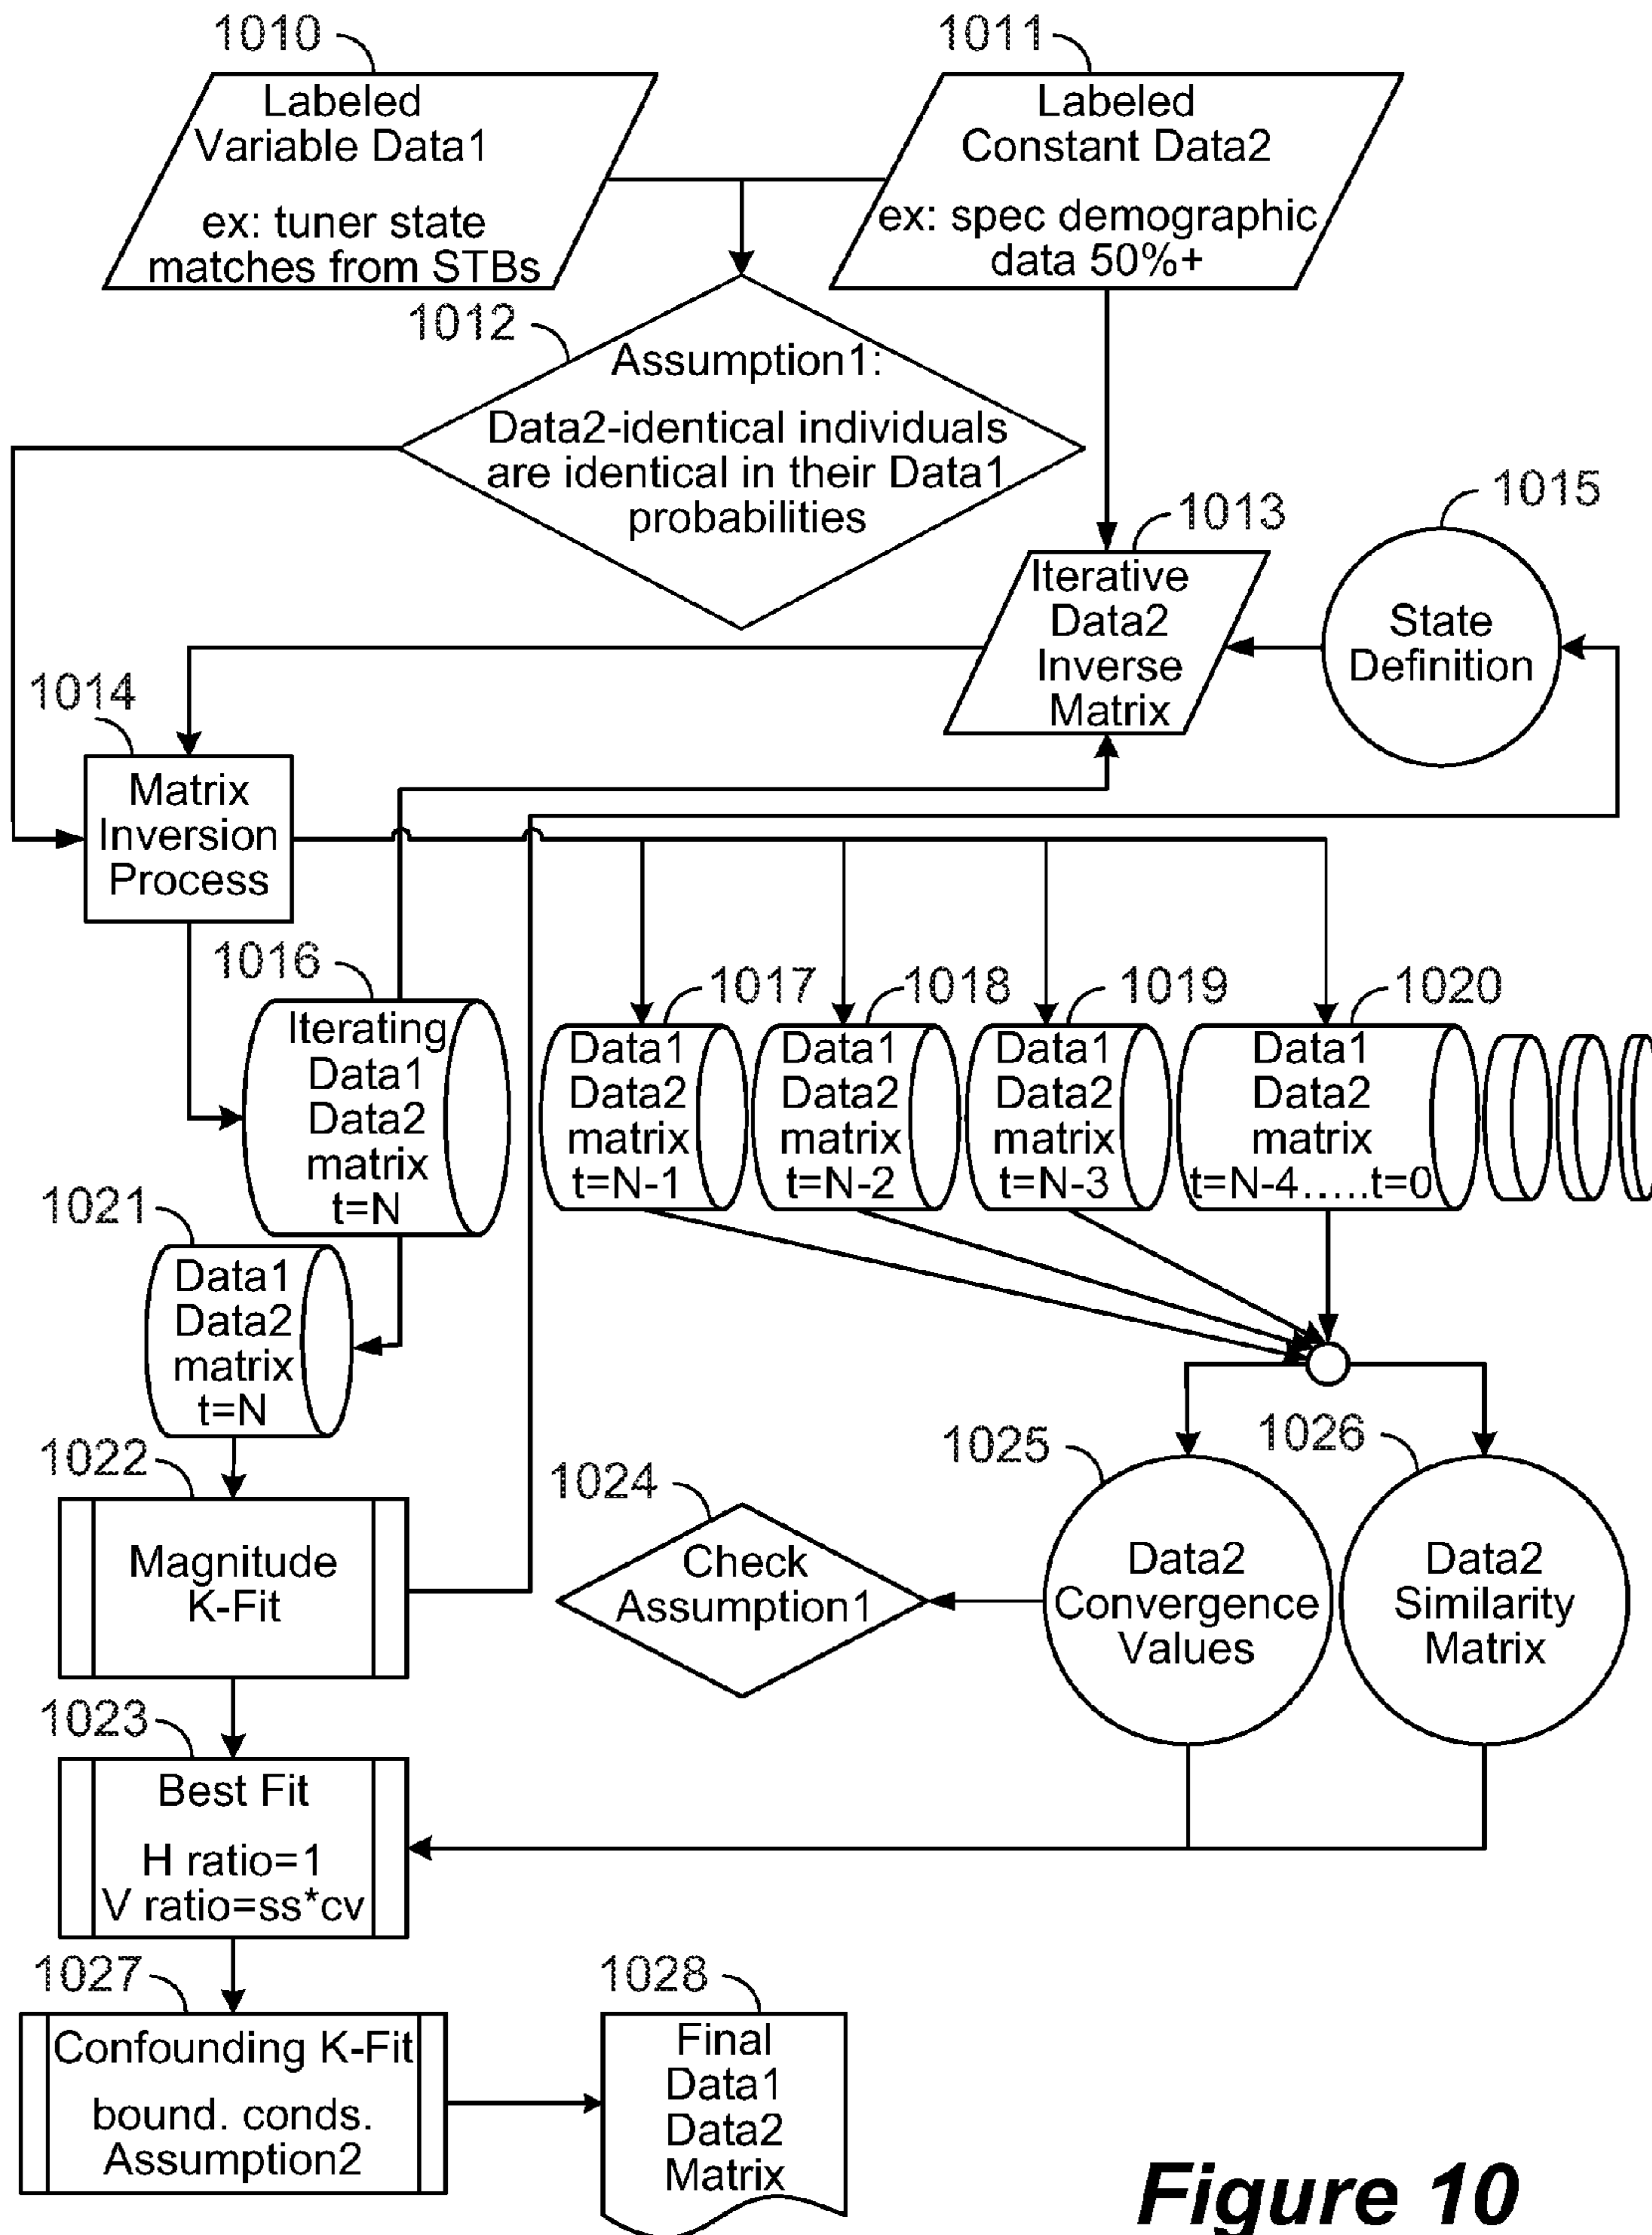 1010
1011
Labeled
Variable Data1
ex: tuner state
matches from STBs
Labeled
Constant Data2
ex: spec demographic
data 50%+
1012
Assumption1:
Data2-identical individuals
are identical in their Data1
probabilities
1013
1015
Iterative
Data2
Inverse
Matrix
State
Definition
1014
Matrix
Inversion
Process
1016
1017
1018
1019
1020
Iterating
Data1
Data2
matrix
t=N
Data1
Data2
matrix
t=N-1
Data1
Data2
matrix
t=N-2
Data1
Data2
matrix
t=N-3
Data1
Data2
matrix
t=N-4.....t=0
1021
Data1
Data2
matrix
t=N
1022
Magnitude
K-Fit
1024
Check
Assumption1
1025
Data2
Convergence
Values
1026
Data2
Similarity
Matrix
1023
Best Fit
H ratio=1
V ratio=ss*cv
1027
Confounding K-Fit
bound. conds.
Assumption2
1028
Final
Data1
Data2
Matrix
Figure 10